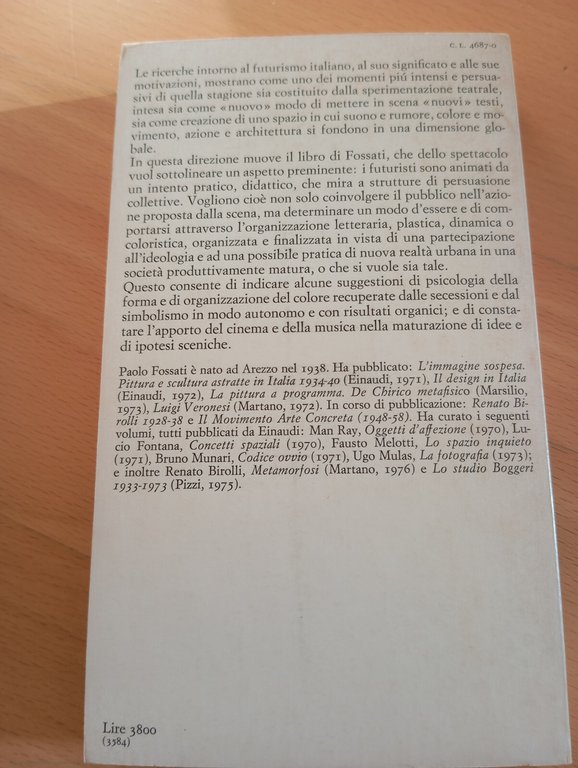 C. L. 4687-0
Le ricerche intorno al futurismo italiano, al suo significato e alle sue
motivazioni, mostrano come uno dei momenti piú intensi e persua-
sivi di quella stagione sia costituito dalla sperimentazione teatrale,
intesa sia come «nuovo» modo di mettere in scena «nuovi» testi,
sia come creazione di uno spazio in cui suono e rumore, colore e mo-
vimento, azione e architettura si fondono in una dimensione glo-
bale.
In questa direzione muove il libro di Fossati, che dello spettacolo
vuol sottolineare un aspetto preminente: i futuristi sono animati da
un intento pratico, didattico, che mira a strutture di persuasione
collettive. Vogliono cioè non solo coinvolgere il pubblico nell'azio-
ne proposta dalla scena, ma determinare un modo d'essere e di com-
portarsi attraverso l'organizzazione letteraria, plastica, dinamica o
coloristica, organizzata e finalizzata in vista di una partecipazione
all'ideologia e ad una possibile pratica di nuova realtà urbana in una
società produttivamente matura, o che si vuole sia tale.
Questo consente di indicare alcune suggestioni di psicologia della
forma e di organizzazione del colore recuperate dalle secessioni e dal
simbolismo in modo autonomo e con risultati organici; e di consta-
tare l'apporto del cinema e della musica nella maturazione di idee e
di ipotesi sceniche.
Paolo Fossati è nato ad Arezzo nel 1938. Ha pubblicato: L'immagine sospesa.
Pittura e scultura astratte in Italia 1934-40 (Einaudi, 1971), Il design in Italia
(Einaudi, 1972), La pittura a programma. De Chirico metafisico (Marsilio,
1973), Luigi Veronesi (Martano, 1972). In corso di pubblicazione: Renato Bi-
rolli 1928-38 e Il Movimento Arte Concreta (1948-58). Ha curato i seguenti
volumi, tutti pubblicati da Einaudi: Man Ray, Oggetti d'affezione (1970), Lu-
cio Fontana, Concetti spaziali (1970), Fausto Melotti, Lo spazio inquieto
(1971), Bruno Munari, Codice ovvio (1971), Ugo Mulas, La fotografia (1973);
e inoltre Renato Birolli, Metamorfosi (Martano, 1976) e Lo studio Boggeri
1933-1973 (Pizzi, 1975).
Lire 3800
(3584)